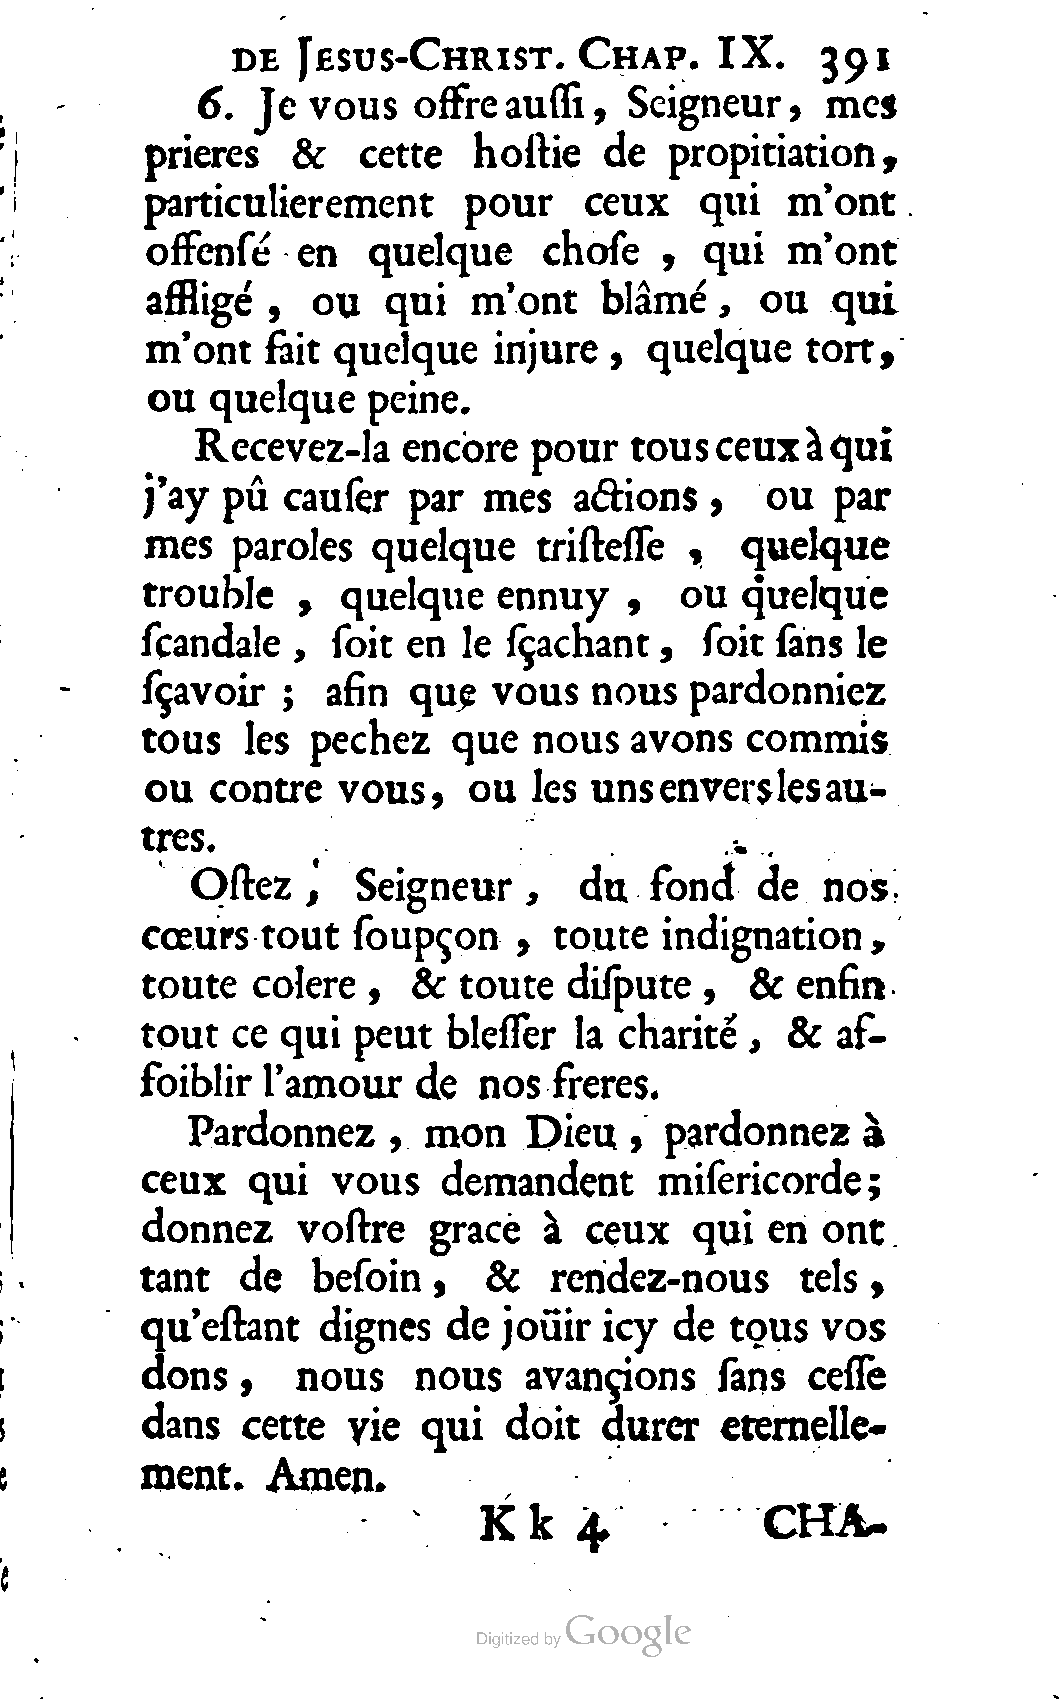 DE JESUS-CHRIST. CHAP. IX. 391
6. Je vous offre auſſi, Seigneur, mes
prieres & cette hoſtie de propitiation,
particulierement pour ceux qui m'ont
offenſé en quelque choſe, qui m'ont
affligé, ou qui m'ont blâmé, ou qui
m'ont fait quelque injure, quelque tort,
ou quelque peine.
Recevez-la encore pour tous ceux à qui
j'ay pû cauſer par mes actions, ou par
mes paroles quelque triſteſſe, quelque
trouble, quelque ennuy, ou quelque
ſcandale, ſoit en le ſçachant, ſoit ſans le
ſçavoir; afin que vous nous pardonniez
tous les pechez que nous avons commis
ou contre vous, ou les uns envers les au-
tres.
Oſtez, Seigneur, du fond de nos
cœurs tout ſoupçon, toute indignation,
toute colere, & toute diſpute, & enfin
tout ce qui peut bleſſer la charité, & af-
foiblir l'amour de nos freres.
Pardonnez, mon Dieu, pardonnez à
ceux qui vous demandent miſericorde;
donnez voſtre grace à ceux qui en ont
tant de beſoin, & rendez-nous tels,
qu'eſtant dignes de joüir icy de tous vos
dons, nous nous avançions ſans ceſſe
dans cette vie qui doit durer eternelle-
ment. Amen.
Kk 4 CHA-
Digitized by Google